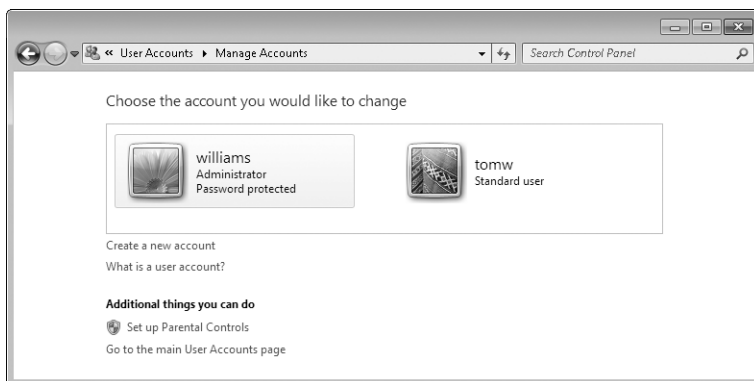 « User Accounts ▸ Manage Accounts
Search Control Panel
Choose the account you would like to change
williams
Administrator
Password protected
tomw
Standard user
Create a new account
What is a user account?
Additional things you can do
Set up Parental Controls
Go to the main User Accounts page